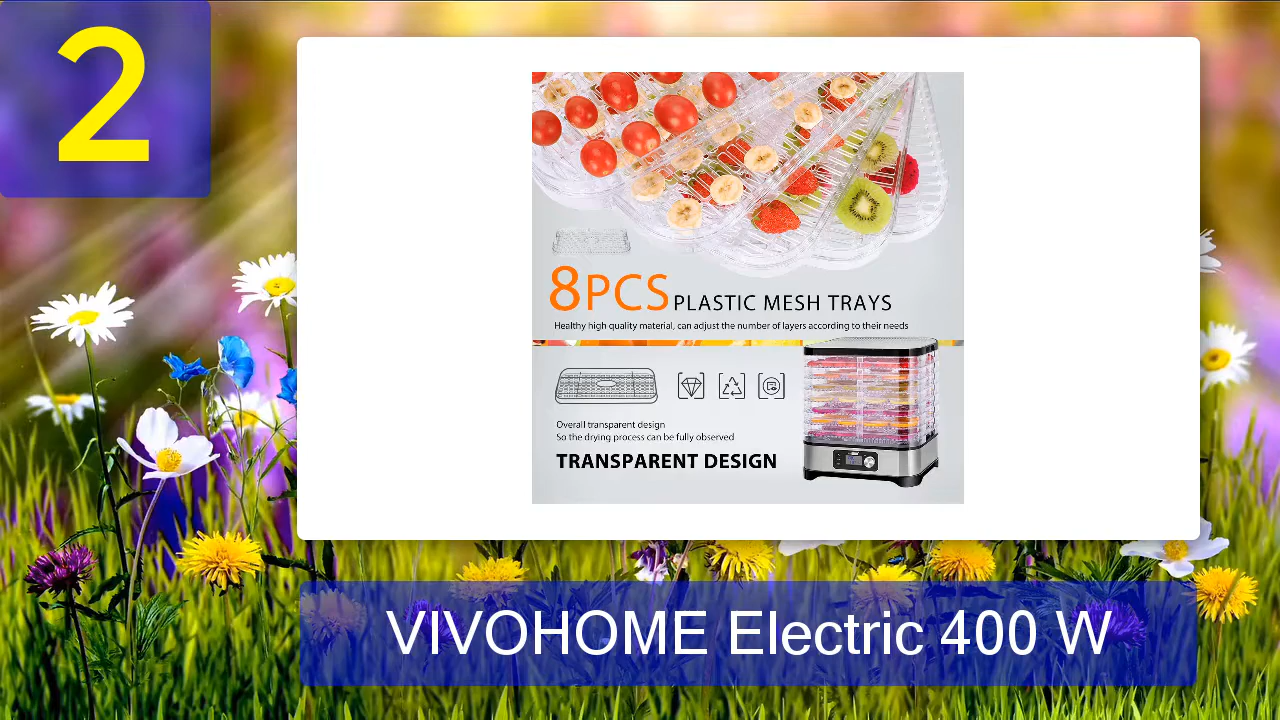 2
8PCS PLASTIC MESH TRAYS
Healthy high quality material, can adjust the number of layers according to their needs
Overall transparent design
So the drying process can be fully observed
TRANSPARENT DESIGN
VIVOHOME Electric 400 W